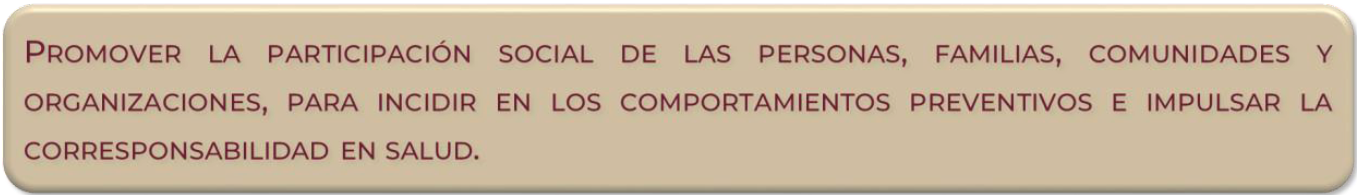 PROMOVER LA PARTICIPACIÓN SOCIAL DE LAS PERSONAS, FAMILIAS, COMUNIDADES Y
ORGANIZACIONES, PARA INCIDIR EN LOS COMPORTAMIENTOS PREVENTIVOS E IMPULSAR LA
CORRESPONSABILIDAD EN SALUD.